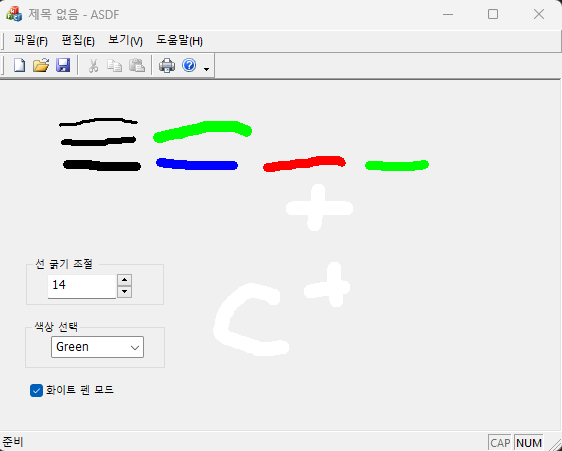 제목 없음 - ASDF
파일(F) 편집(E) 보기(V) 도움말(H)
+
C +
선 굵기 조절
14
색상 선택
Green
화이트 펜 모드
준비 CAP NUM